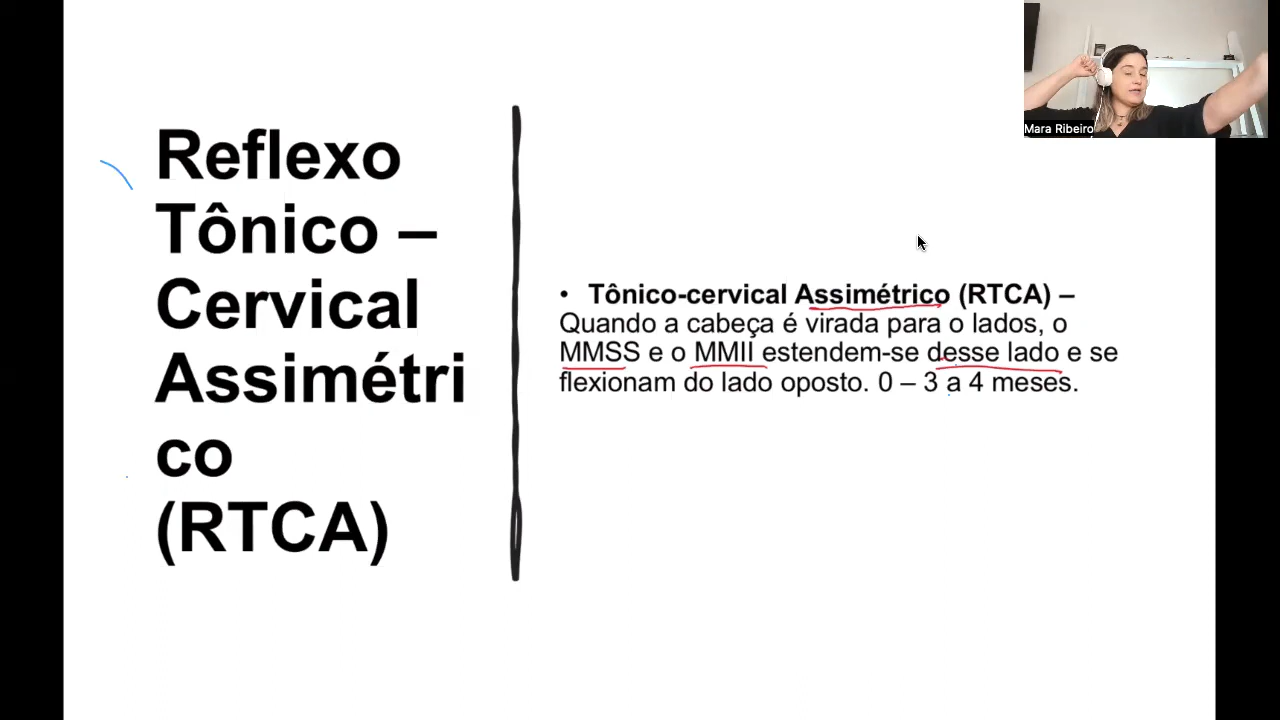 Reflexo
Tônico –
Cervical
Assimétri
co
(RTCA)
• Tônico-cervical Assimétrico (RTCA) –
Quando a cabeça é virada para o lados, o
MMSS e o MMII estendem-se desse lado e se
flexionam do lado oposto. 0 – 3 a 4 meses.
Mara Ribeiro